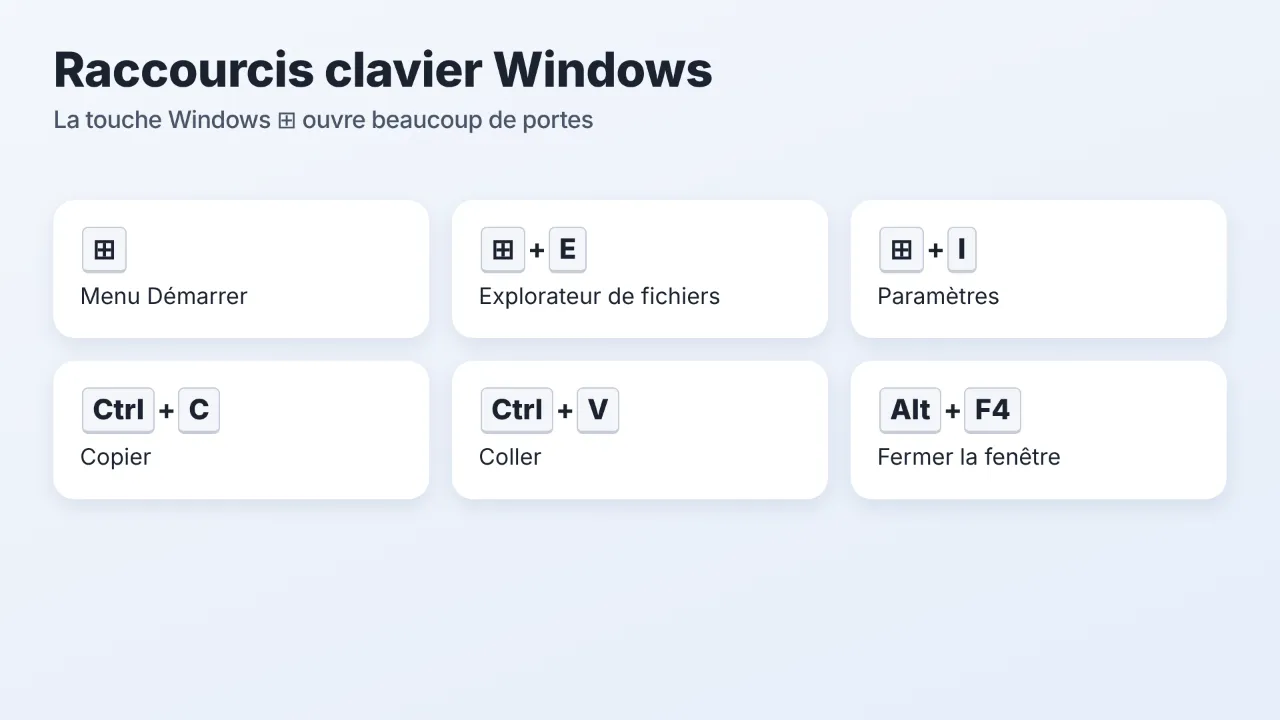 Raccourcis clavier Windows
La touche Windows ⊞ ouvre beaucoup de portes
⊞
Menu Démarrer
⊞ + E
Explorateur de fichiers
⊞ + I
Paramètres
Ctrl + C
Copier
Ctrl + V
Coller
Alt + F4
Fermer la fenêtre